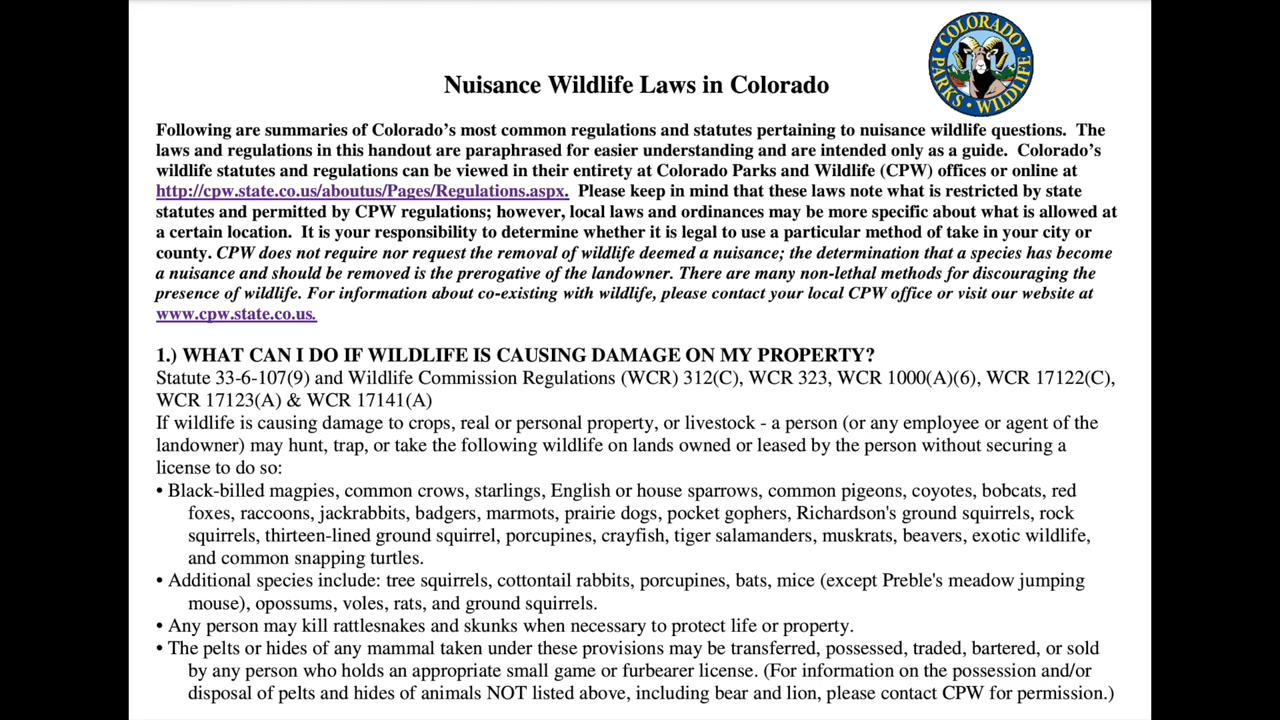 COLORADO
PARKS • WILDLIFE
Nuisance Wildlife Laws in Colorado
Following are summaries of Colorado's most common regulations and statutes pertaining to nuisance wildlife questions.  The
laws and regulations in this handout are paraphrased for easier understanding and are intended only as a guide.  Colorado's
wildlife statutes and regulations can be viewed in their entirety at Colorado Parks and Wildlife (CPW) offices or online at
http://cpw.state.co.us/aboutus/Pages/Regulations.aspx.  Please keep in mind that these laws note what is restricted by state
statutes and permitted by CPW regulations; however, local laws and ordinances may be more specific about what is allowed at
a certain location.  It is your responsibility to determine whether it is legal to use a particular method of take in your city or
county. CPW does not require nor request the removal of wildlife deemed a nuisance; the determination that a species has become
a nuisance and should be removed is the prerogative of the landowner. There are many non-lethal methods for discouraging the
presence of wildlife. For information about co-existing with wildlife, please contact your local CPW office or visit our website at
www.cpw.state.co.us.
1.) WHAT CAN I DO IF WILDLIFE IS CAUSING DAMAGE ON MY PROPERTY?
Statute 33-6-107(9) and Wildlife Commission Regulations (WCR) 312(C), WCR 323, WCR 1000(A)(6), WCR 17122(C),
WCR 17123(A) & WCR 17141(A)
If wildlife is causing damage to crops, real or personal property, or livestock - a person (or any employee or agent of the
landowner) may hunt, trap, or take the following wildlife on lands owned or leased by the person without securing a
license to do so:
• Black-billed magpies, common crows, starlings, English or house sparrows, common pigeons, coyotes, bobcats, red
foxes, raccoons, jackrabbits, badgers, marmots, prairie dogs, pocket gophers, Richardson's ground squirrels, rock
squirrels, thirteen-lined ground squirrel, porcupines, crayfish, tiger salamanders, muskrats, beavers, exotic wildlife,
and common snapping turtles.
• Additional species include: tree squirrels, cottontail rabbits, porcupines, bats, mice (except Preble's meadow jumping
mouse), opossums, voles, rats, and ground squirrels.
• Any person may kill rattlesnakes and skunks when necessary to protect life or property.
• The pelts or hides of any mammal taken under these provisions may be transferred, possessed, traded, bartered, or sold
by any person who holds an appropriate small game or furbearer license. (For information on the possession and/or
disposal of pelts and hides of animals NOT listed above, including bear and lion, please contact CPW for permission.)